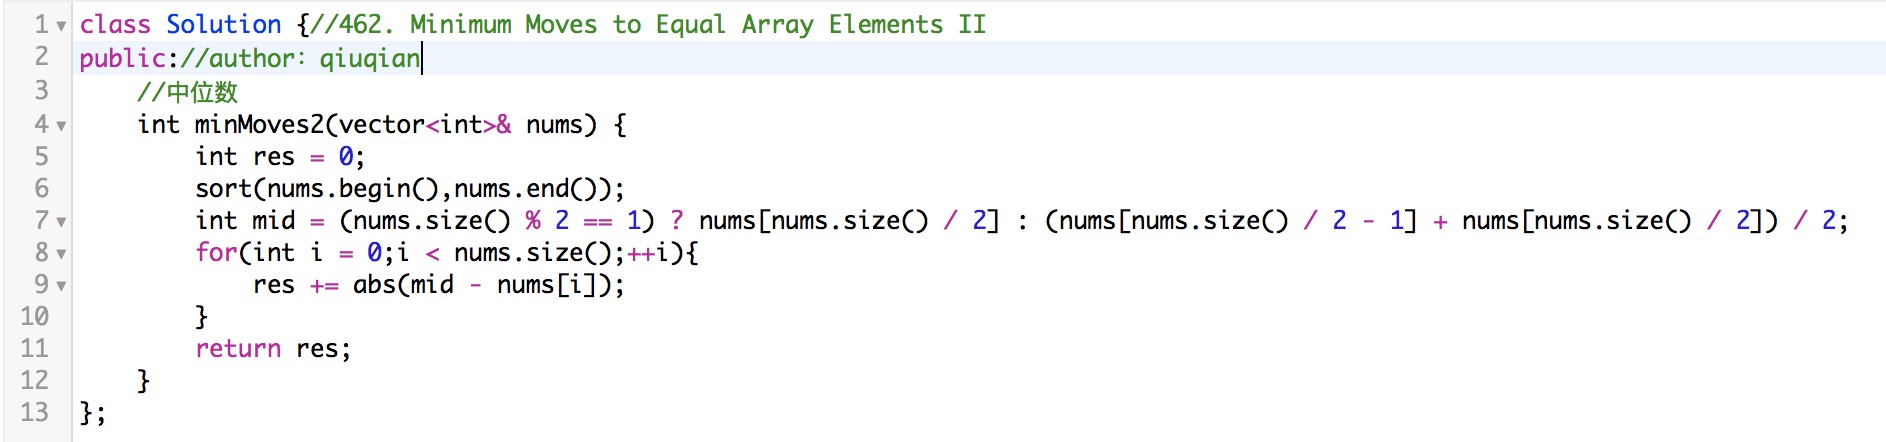 1 class Solution {//462. Minimum Moves to Equal Array Elements II
2 public://author: qiuqian
3     //中位数
4     int minMoves2(vector<int>& nums) {
5         int res = 0;
6         sort(nums.begin(),nums.end());
7         int mid = (nums.size() % 2 == 1) ? nums[nums.size() / 2] : (nums[nums.size() / 2 - 1] + nums[nums.size() / 2]) / 2;
8         for(int i = 0;i < nums.size();++i){
9             res += abs(mid - nums[i]);
10         }
11         return res;
12     }
13 };